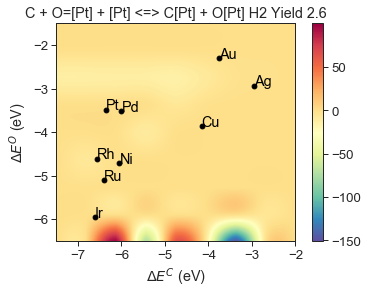 C + O=[Pt] + [Pt] <=> C[Pt] + O[Pt] H2 Yield 2.6
−2
−3
−4
−5
−6
ΔE^O (eV)
Au
Ag
Pt
Pd
Cu
Rh
Ni
Ru
Ir
−7
−6
−5
−4
−3
−2
ΔE^C (eV)
50
0
−50
−100
−150